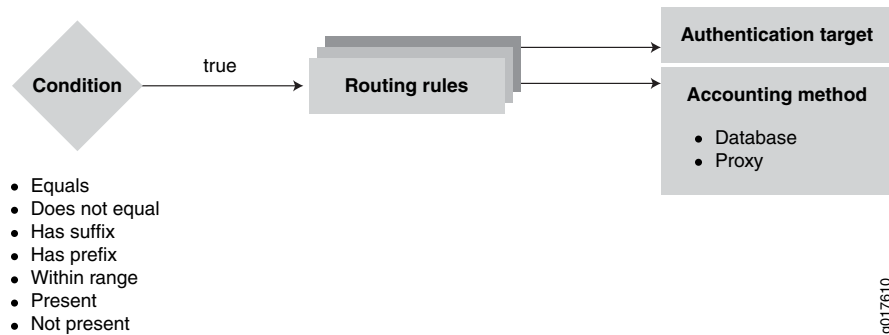 Condition
true
Routing rules
Authentication target
Accounting method
• Database
• Proxy
• Equals
• Does not equal
• Has suffix
• Has prefix
• Within range
• Present
• Not present
g017610